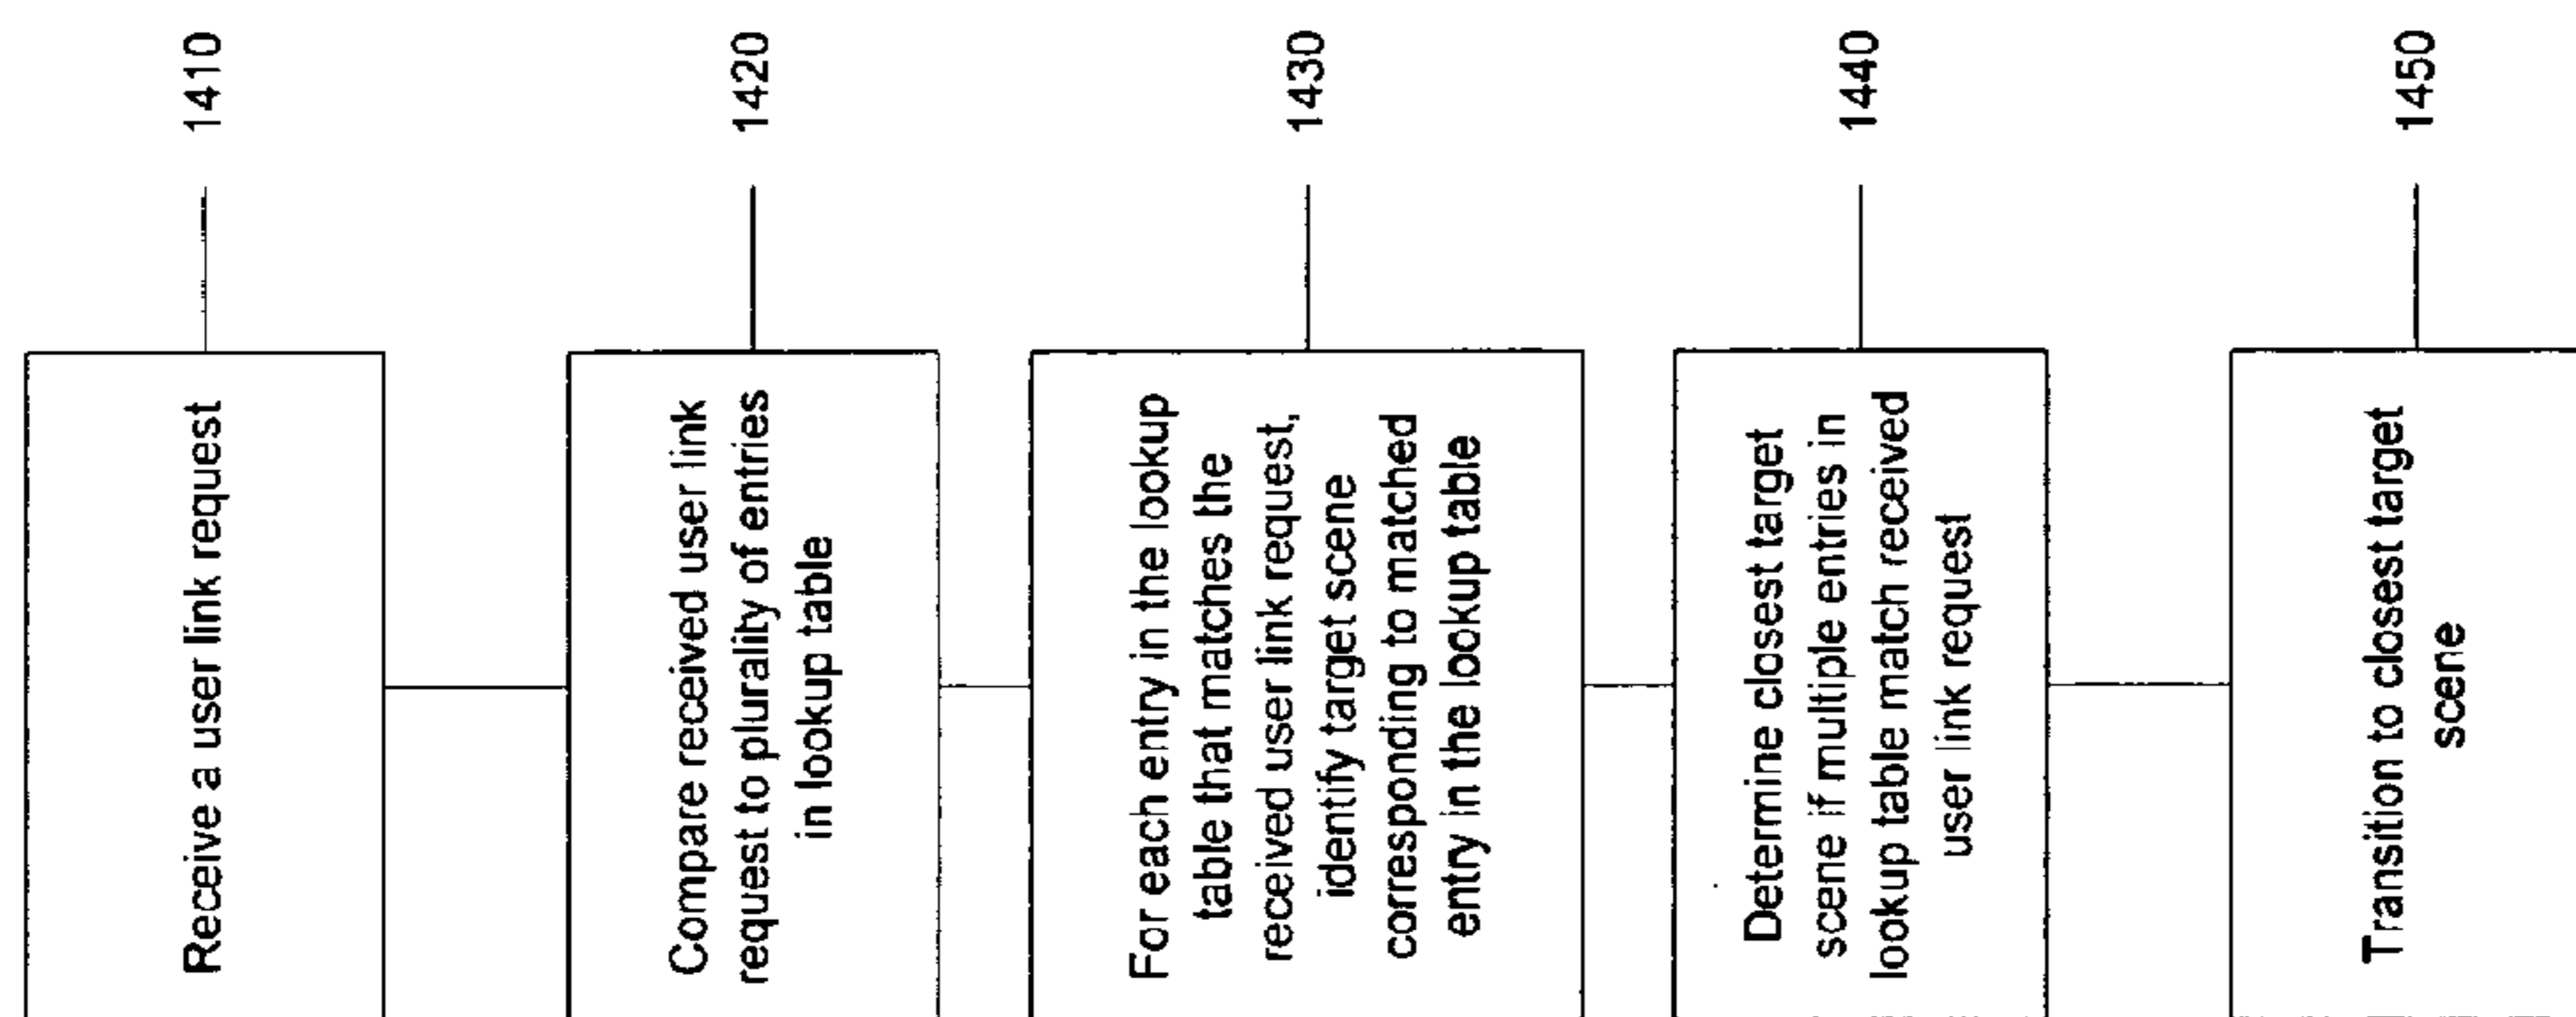 Receive a user link request
1410
Compare received user link
request to plurality of entries
in lookup table
1420
For each entry in the lookup
table that matches the
received user link request,
identify target scene
corresponding to matched
entry in the lookup table
1430
Determine closest target
scene if multiple entries in
lookup table match received
user link request
1440
Transition to closest target
scene
1450